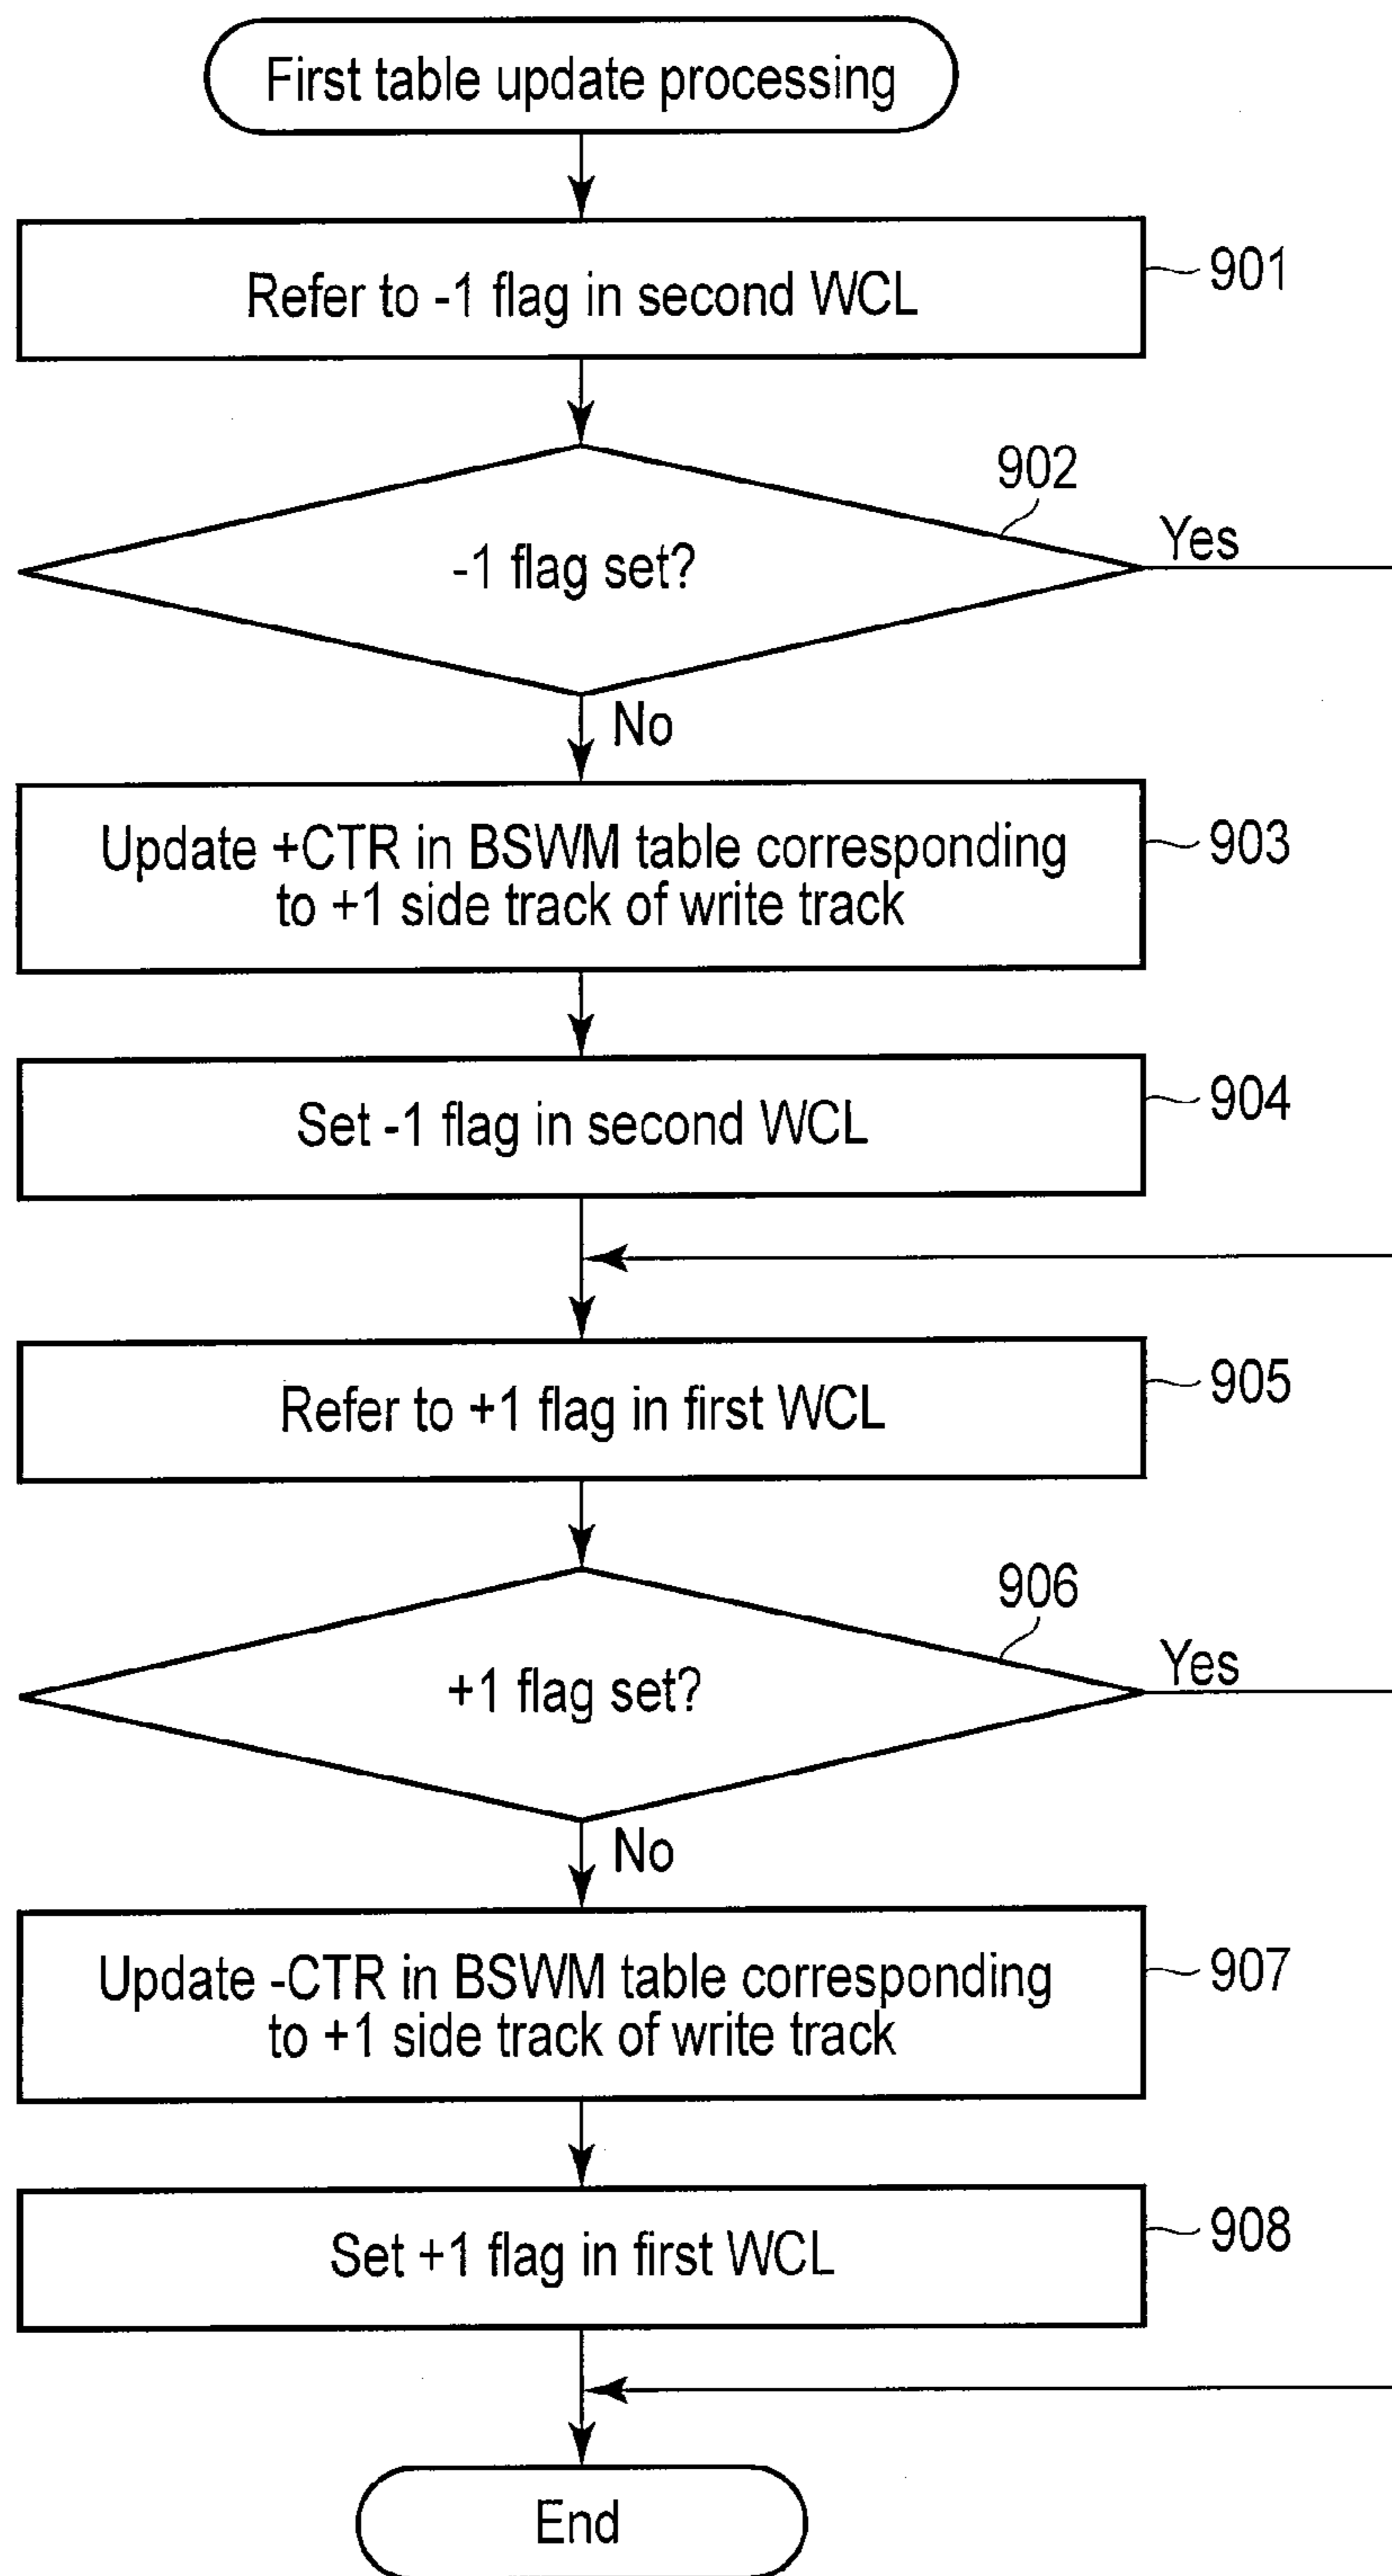 First table update processing
Refer to -1 flag in second WCL
901
902
-1 flag set?
Yes
No
Update +CTR in BSWM table corresponding
to +1 side track of write track
903
Set -1 flag in second WCL
904
Refer to +1 flag in first WCL
905
906
+1 flag set?
Yes
No
Update -CTR in BSWM table corresponding
to +1 side track of write track
907
Set +1 flag in first WCL
908
End